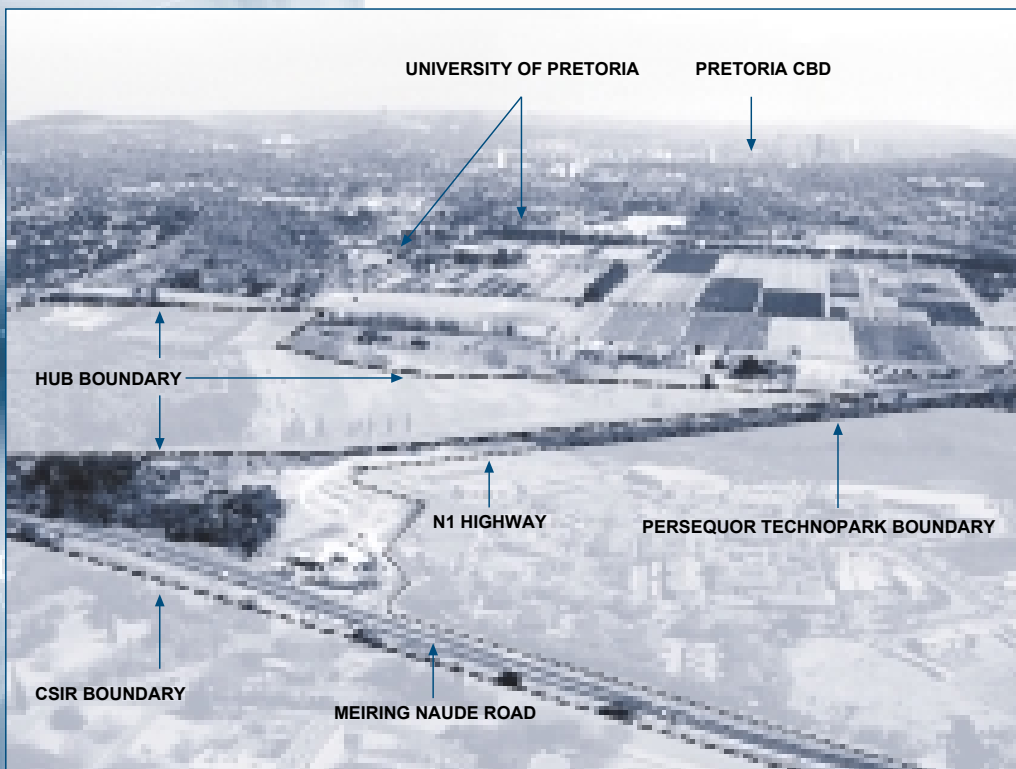 UNIVERSITY OF PRETORIA
PRETORIA CBD
HUB BOUNDARY
N1 HIGHWAY
PERSEQUOR TECHNOPARK BOUNDARY
CSIR BOUNDARY
MEIRING NAUDE ROAD